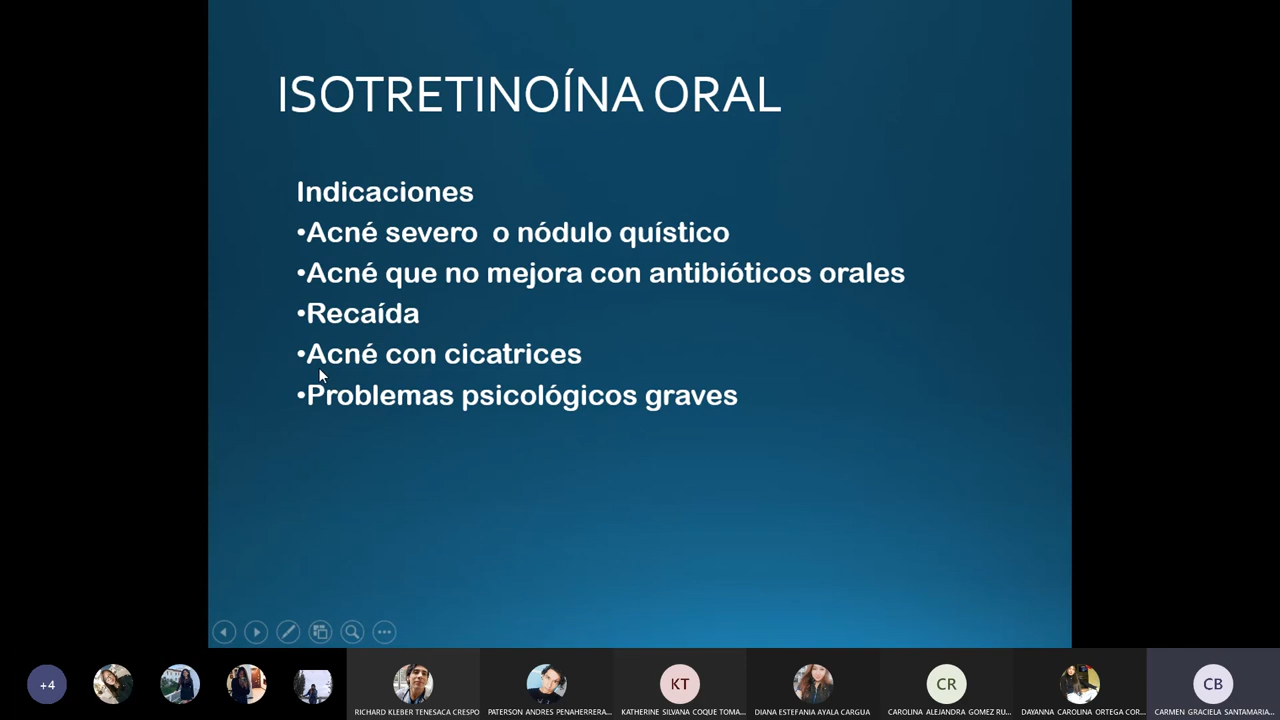 ISOTRETINOÍNA ORAL
Indicaciones
•Acné severo o nódulo quístico
•Acné que no mejora con antibióticos orales
•Recaída
•Acné con cicatrices
•Problemas psicológicos graves
+4
KT
CR
CB
RICHARD KLEBER TENESACA CRESPO
PATERSON ANDRES PENAHERRERA...
KATHERINE SILVANA COQUE TOMA...
DIANA ESTEFANIA AYALA CARGUA
CAROLINA ALEJANDRA GOMEZ RU...
DAYANNA CAROLINA ORTEGA COR...
CARMEN GRACIELA SANTAMARIA...